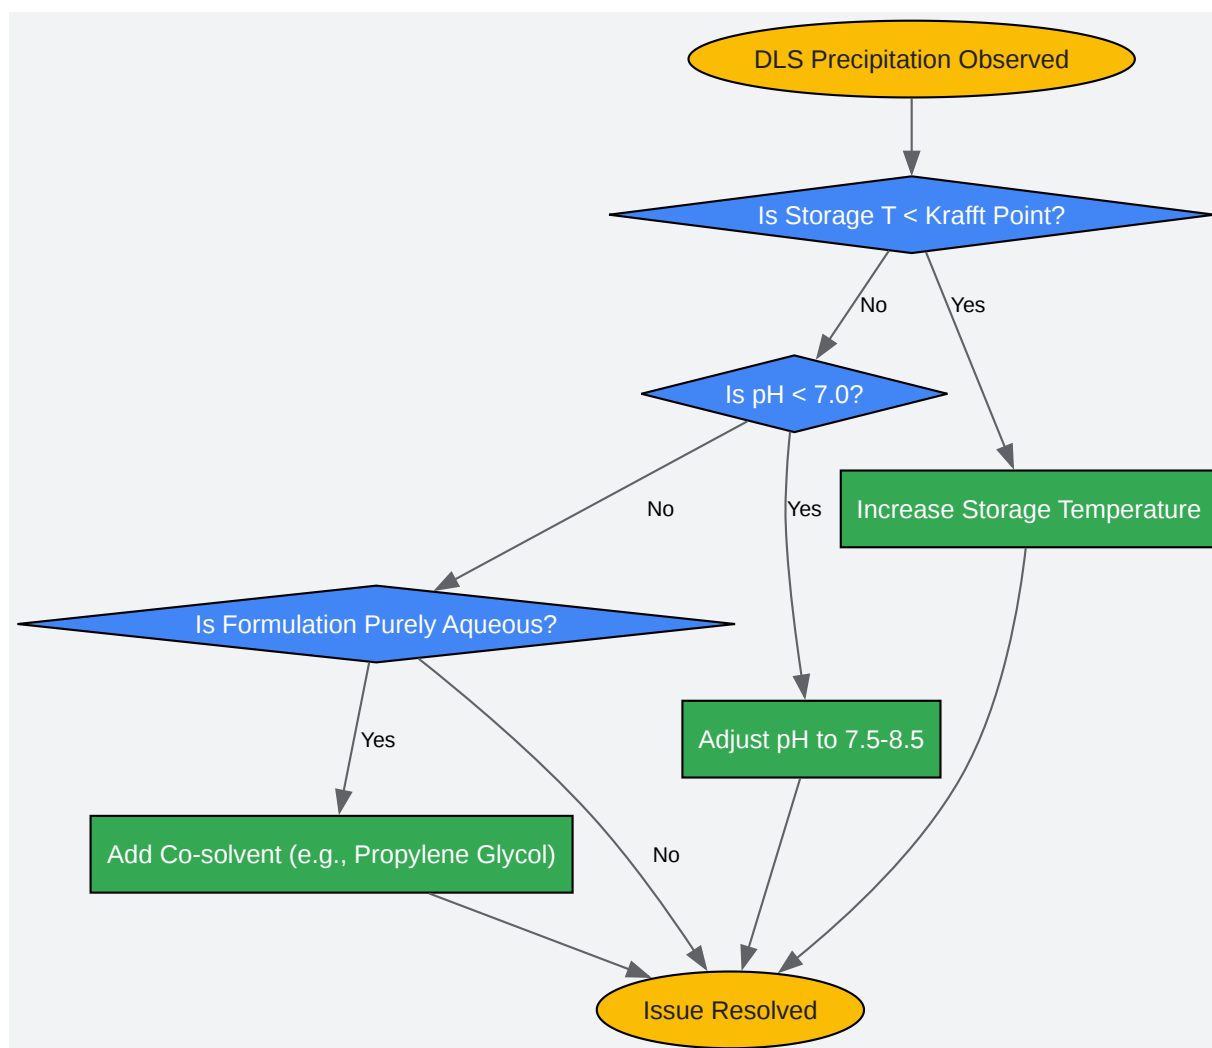 DLS Precipitation Observed
Is Storage T < Krafft Point?
No
Yes
Is pH < 7.0?
No
Yes
Increase Storage Temperature
Is Formulation Purely Aqueous?
Yes
Adjust pH to 7.5-8.5
Add Co-solvent (e.g., Propylene Glycol)
No
Issue Resolved